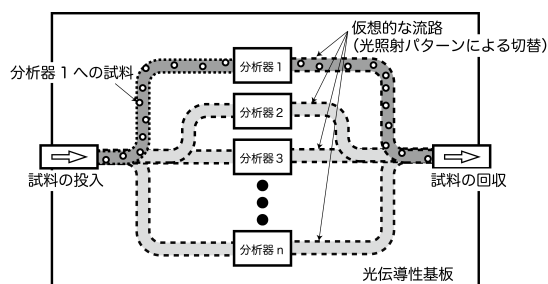 仮想的な流路
（光照射パターンによる切替）
分析器１への試料
分析器１
分析器２
分析器３
分析器ｎ
試料の投入
試料の回収
光伝導性基板